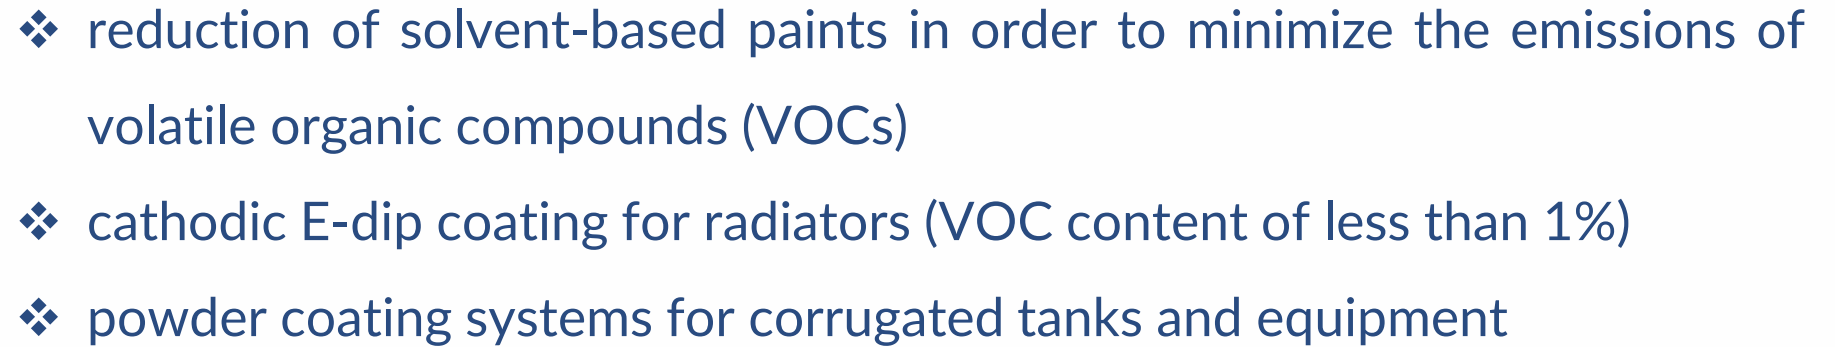 ❖ reduction of solvent-based paints in order to minimize the emissions of
volatile organic compounds (VOCs)
❖ cathodic E-dip coating for radiators (VOC content of less than 1%)
❖ powder coating systems for corrugated tanks and equipment